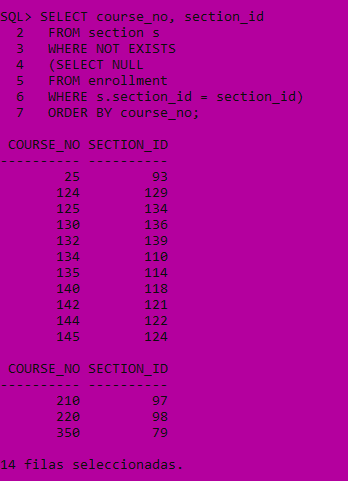 SQL> SELECT course_no, section_id
  2   FROM section s
  3   WHERE NOT EXISTS
  4   (SELECT NULL
  5   FROM enrollment
  6   WHERE s.section_id = section_id)
  7   ORDER BY course_no;
 COURSE_NO SECTION_ID
---------- ----------
        25         93
       124        129
       125        134
       130        136
       132        139
       134        110
       135        114
       140        118
       142        121
       144        122
       145        124
 COURSE_NO SECTION_ID
---------- ----------
       210         97
       220         98
       350         79
14 filas seleccionadas.